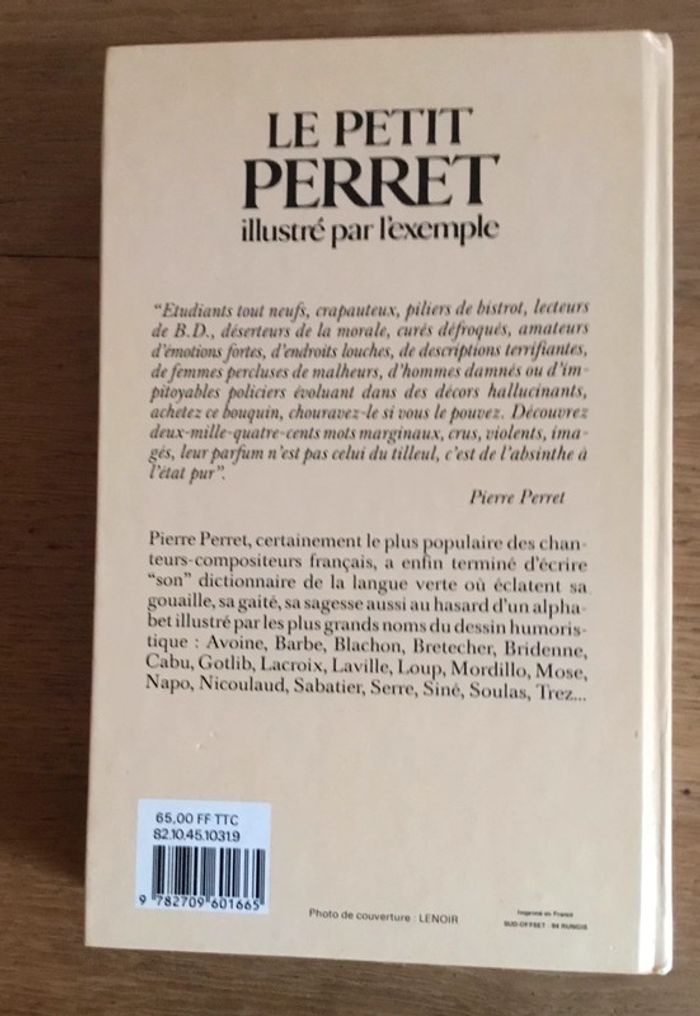 LE PETIT
PERRET
illustré par l'exemple
“Etudiants tout neufs, crapauteux, piliers de bistrot, lecteurs
de B.D., déserteurs de la morale, curés défroqués, amateurs
d'émotions fortes, d'endroits louches, de descriptions terrifiantes,
de femmes percluses de malheurs, d'hommes damnés ou d'im-
pitoyables policiers évoluant dans des décors hallucinants,
achetez ce bouquin, chouravez-le si vous le pouvez. Découvrez
deux-mille-quatre-cents mots marginaux, crus, violents, ima-
gés, leur parfum n'est pas celui du tilleul, c'est de l'absinthe à
l'état pur”.
Pierre Perret
Pierre Perret, certainement le plus populaire des chan-
teurs-compositeurs français, a enfin terminé d'écrire
“son” dictionnaire de la langue verte où éclatent sa
gouaille, sa gaité, sa sagesse aussi au hasard d'un alpha-
bet illustré par les plus grands noms du dessin humoris-
tique : Avoine, Barbe, Blachon, Bretecher, Bridenne,
Cabu, Gotlib, Lacroix, Laville, Loup, Mordillo, Mose,
Napo, Nicoulaud, Sabatier, Serre, Siné, Soulas, Trez...
65,00 FF TTC
82.10.45.1031.9
9 782709 601665
Photo de couverture : LENOIR
Imprimé en France
SUD-OFFSET - 94 RUNGIS